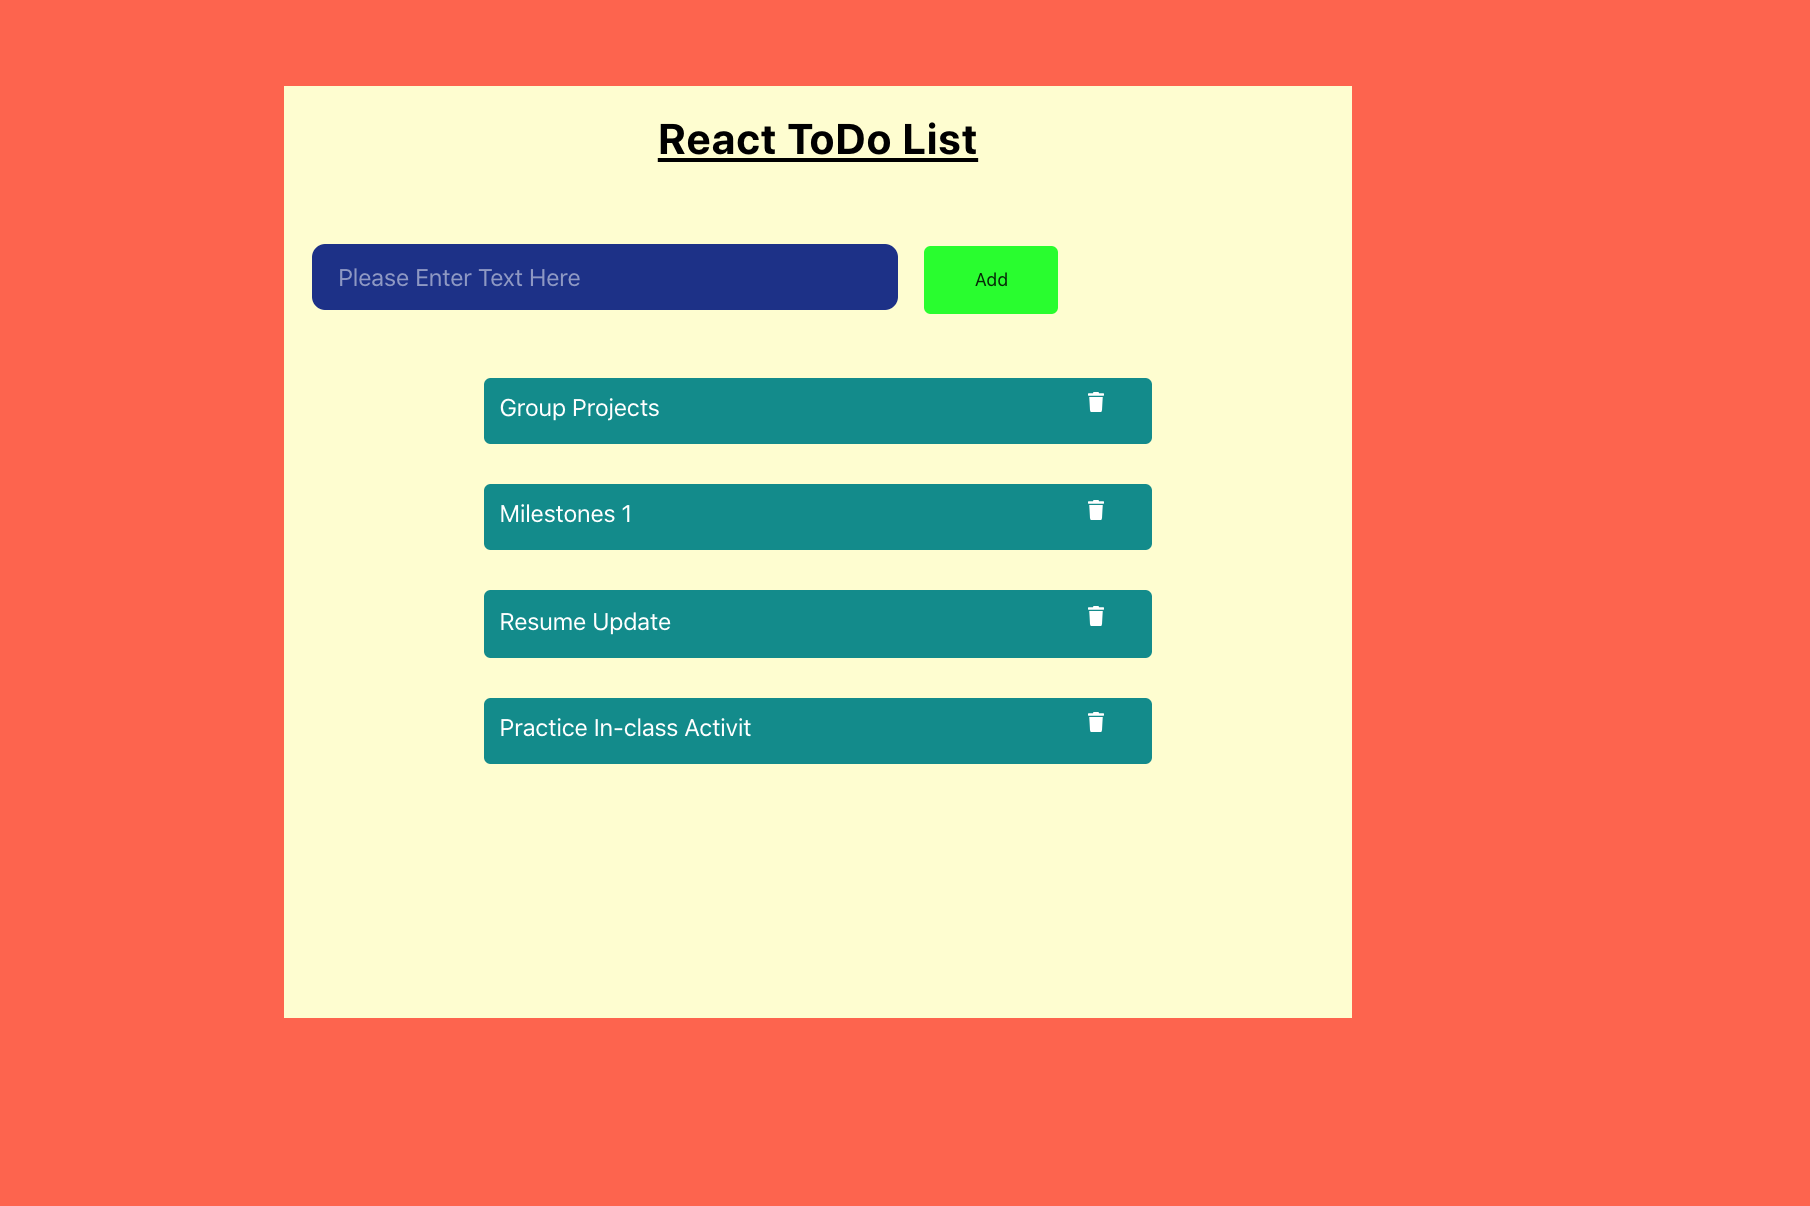 React ToDo List
Please Enter Text Here
Add
Group Projects
Milestones 1
Resume Update
Practice In-class Activit